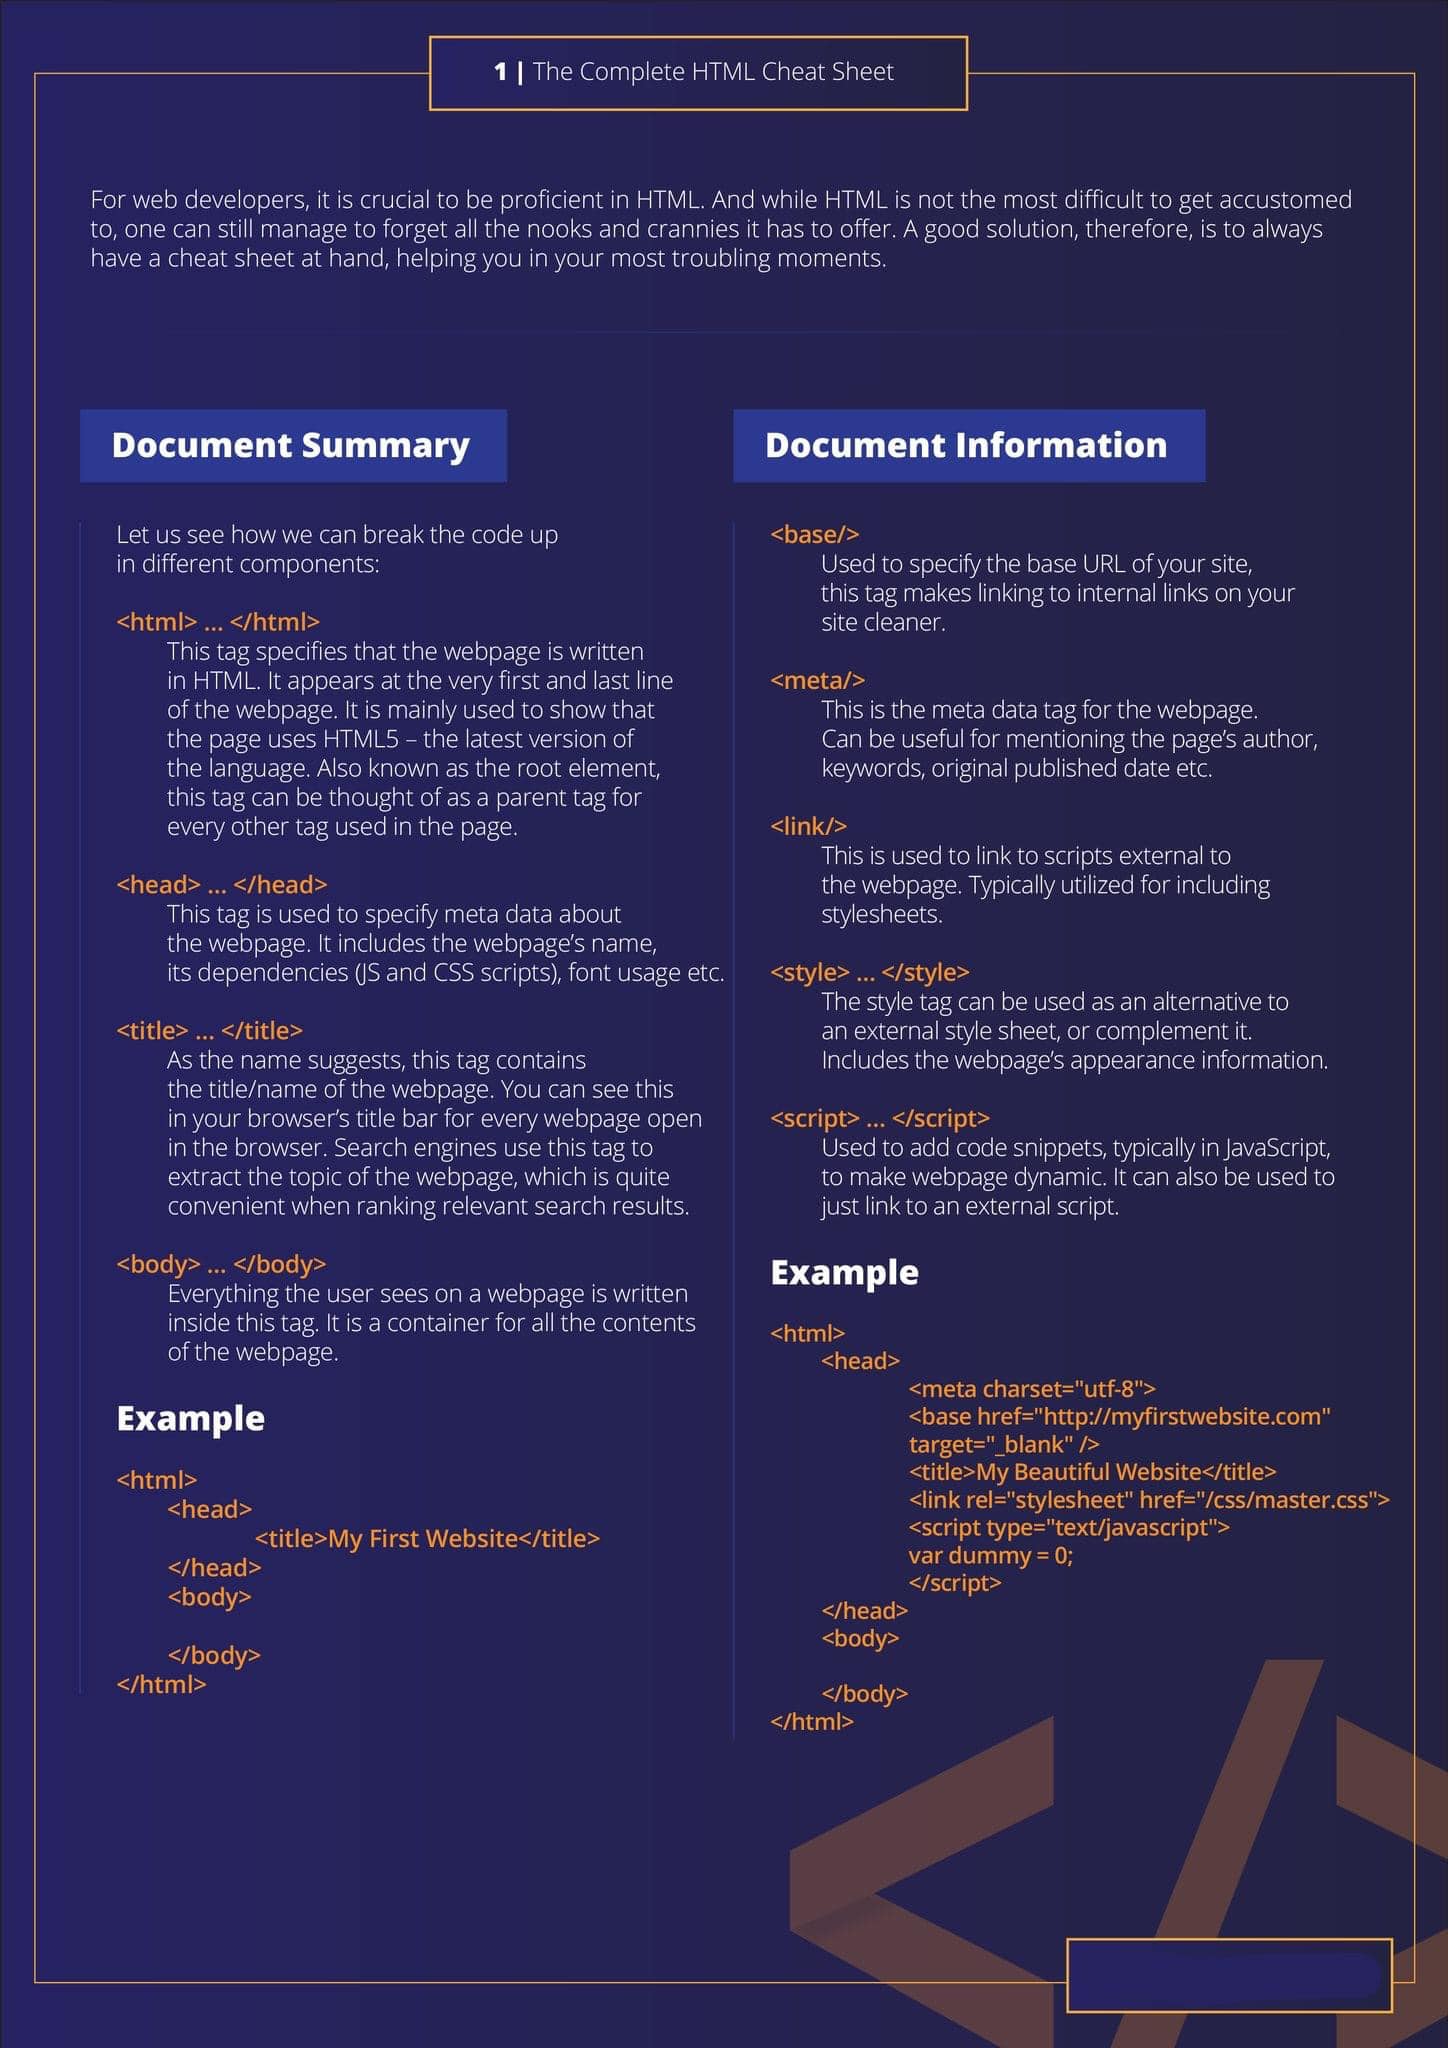 1 | The Complete HTML Cheat Sheet
For web developers, it is crucial to be proficient in HTML. And while HTML is not the most difficult to get accustomed
to, one can still manage to forget all the nooks and crannies it has to offer. A good solution, therefore, is to always
have a cheat sheet at hand, helping you in your most troubling moments.
Document Summary
Let us see how we can break the code up
in different components:
<html> ... </html>
This tag specifies that the webpage is written
in HTML. It appears at the very first and last line
of the webpage. It is mainly used to show that
the page uses HTML5 – the latest version of
the language. Also known as the root element,
this tag can be thought of as a parent tag for
every other tag used in the page.
<head> ... </head>
This tag is used to specify meta data about
the webpage. It includes the webpage’s name,
its dependencies (JS and CSS scripts), font usage etc.
<title> ... </title>
As the name suggests, this tag contains
the title/name of the webpage. You can see this
in your browser’s title bar for every webpage open
in the browser. Search engines use this tag to
extract the topic of the webpage, which is quite
convenient when ranking relevant search results.
<body> ... </body>
Everything the user sees on a webpage is written
inside this tag. It is a container for all the contents
of the webpage.
Example
<html>
<head>
<title>My First Website</title>
</head>
<body>
</body>
</html>
Document Information
<base/>
Used to specify the base URL of your site,
this tag makes linking to internal links on your
site cleaner.
<meta/>
This is the meta data tag for the webpage.
Can be useful for mentioning the page’s author,
keywords, original published date etc.
<link/>
This is used to link to scripts external to
the webpage. Typically utilized for including
stylesheets.
<style> ... </style>
The style tag can be used as an alternative to
an external style sheet, or complement it.
Includes the webpage’s appearance information.
<script> ... </script>
Used to add code snippets, typically in JavaScript,
to make webpage dynamic. It can also be used to
just link to an external script.
Example
<html>
<head>
<meta charset="utf-8">
<base href="http://myfirstwebsite.com"
target="_blank" />
<title>My Beautiful Website</title>
<link rel="stylesheet" href="/css/master.css">
<script type="text/javascript">
var dummy = 0;
</script>
</head>
<body>
</body>
</html>